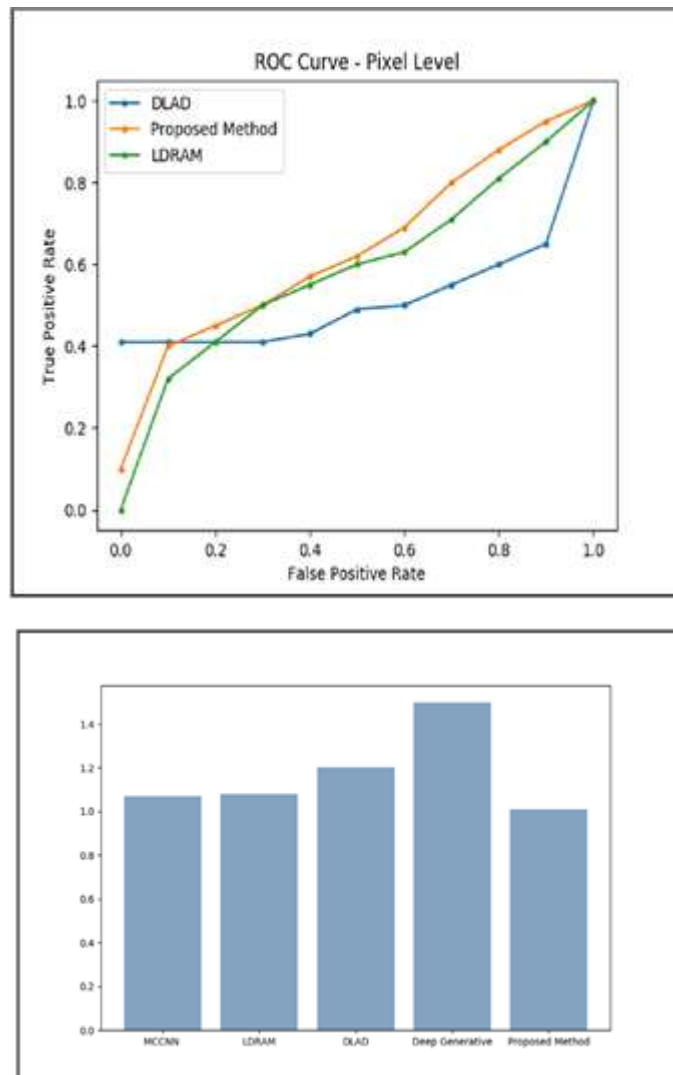 ROC Curve - Pixel Level
DLAD
Proposed Method
LDRAM
True Positive Rate
1.0
0.8
0.6
0.4
0.2
0.0
0.0 0.2 0.4 0.6 0.8 1.0
False Positive Rate
1.4
1.2
1.0
0.8
0.6
0.4
0.2
0.0
MCCNN LDRAM DLAD Deep Generative Proposed Method